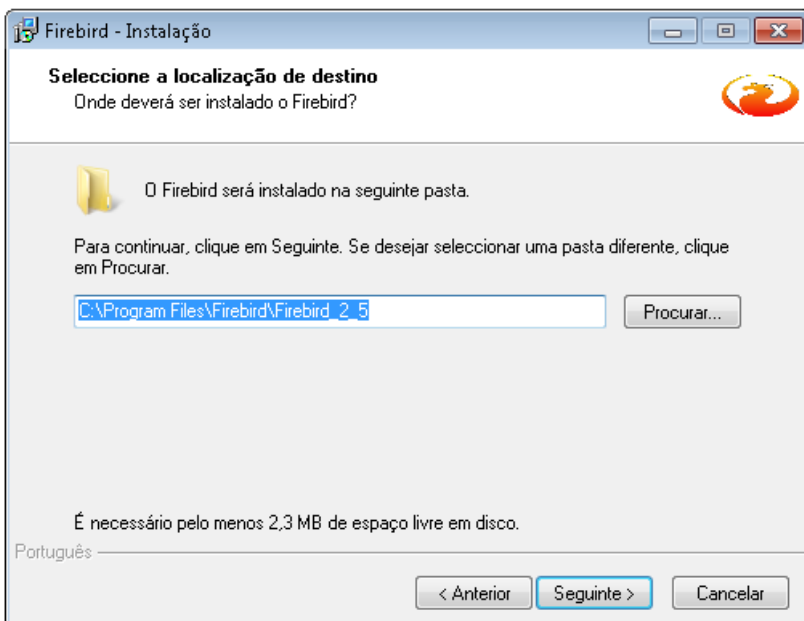 Firebird - Instalação
Seleccione a localização de destino
Onde deverá ser instalado o Firebird?
O Firebird será instalado na seguinte pasta.
Para continuar, clique em Seguinte. Se desejar seleccionar uma pasta diferente, clique
em Procurar.
C:\Program Files\Firebird\Firebird_2_5
Procurar...
É necessário pelo menos 2,3 MB de espaço livre em disco.
Português
< Anterior
Seguinte >
Cancelar